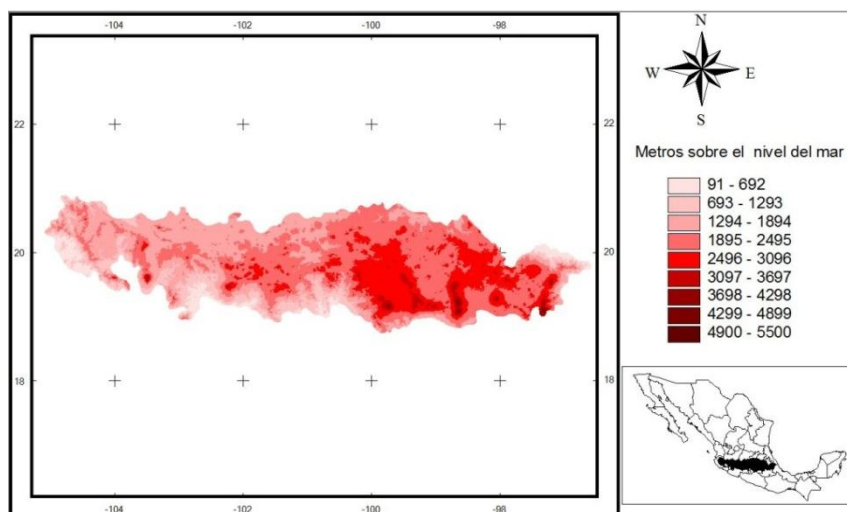 -104 -102 -100 -98
22 22
20 20
18 18
-104 -102 -100 -98
N
W E
S
Metros sobre el nivel del mar
91 - 692
693 - 1293
1294 - 1894
1895 - 2495
2496 - 3096
3097 - 3697
3698 - 4298
4299 - 4899
4900 - 5500